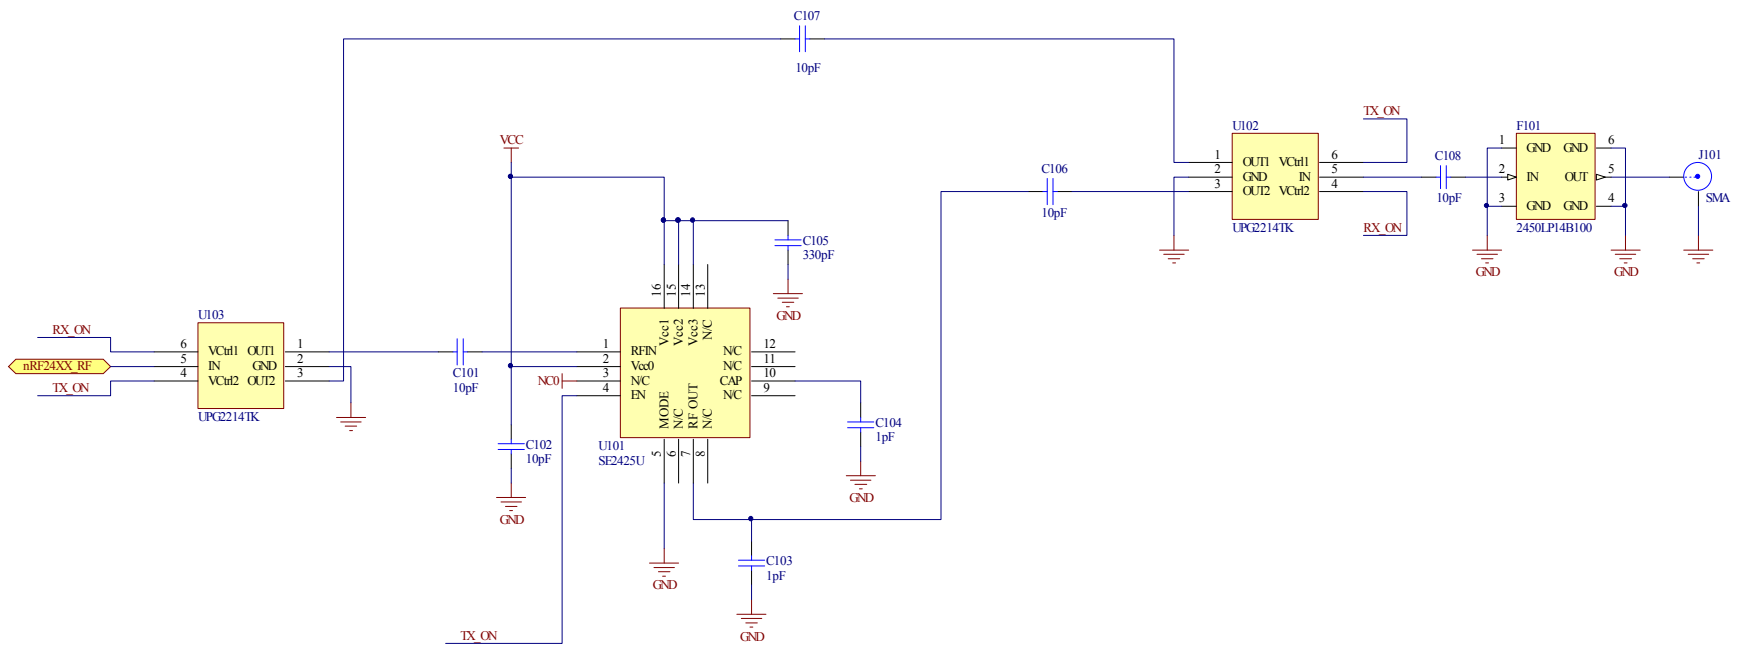 C107
10pF
VCC
C105
330pF
GND
TX_ON
U102
1
2
3
OUT1
GND
OUT2
VCtrl1
IN
VCtrl2
6
5
4
UPG2214TK
RX_ON
C106
10pF
C108
10pF
F101
1
2
3
GND
IN
GND
GND
OUT
GND
6
5
4
2450LP14B100
GND
GND
J101
SMA
U103
RX_ON
nRF24XX_RF
TX_ON
6
5
4
VCtrl1
IN
VCtrl2
OUT1
GND
OUT2
1
2
3
UPG2214TK
C101
10pF
C102
10pF
GND
NC0
16
15
14
13
Vcc1
Vcc2
Vcc3
N/C
1
2
3
4
RFIN
Vcc0
N/C
EN
N/C
N/C
CAP
N/C
12
11
10
9
MODE
N/C
RF OUT
N/C
5
6
7
8
U101
SE2425U
C104
1pF
GND
GND
C103
1pF
GND
TX_ON